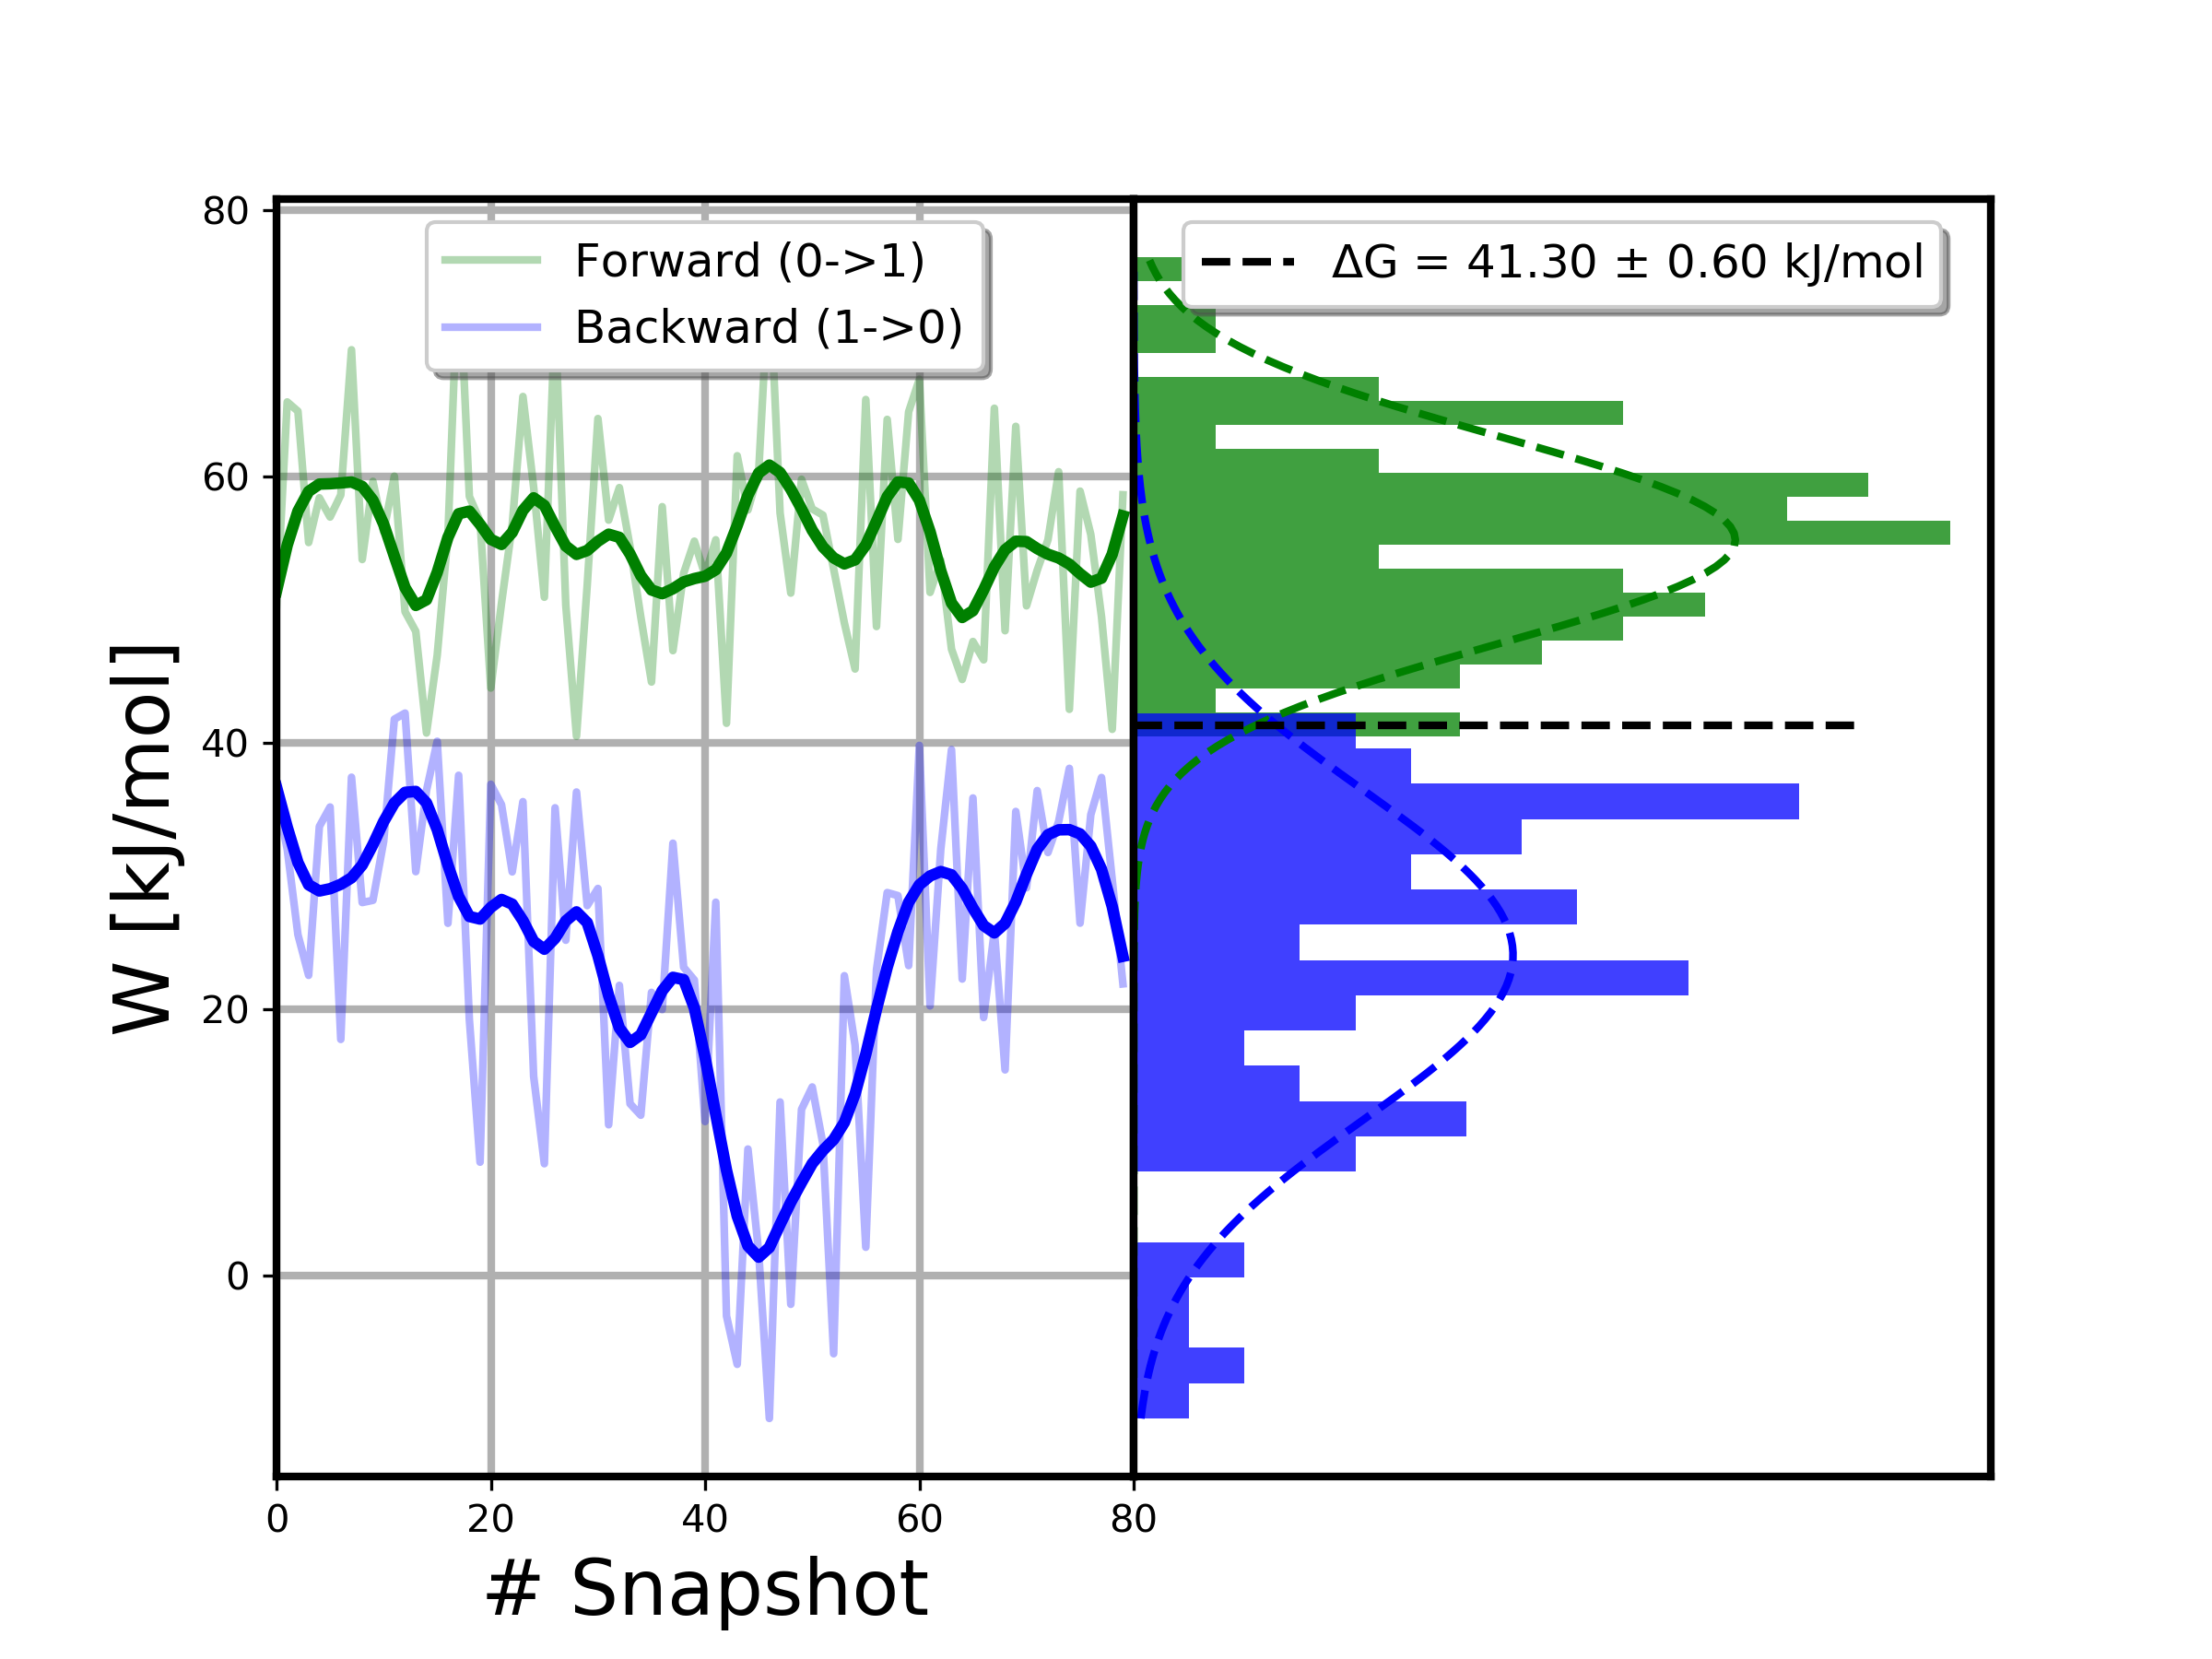 Forward (0->1)
Backward (1->0)
ΔG = 41.30 ± 0.60 kJ/mol
W [kJ/mol]
80
60
40
20
0
0 20 40 60 80
# Snapshot